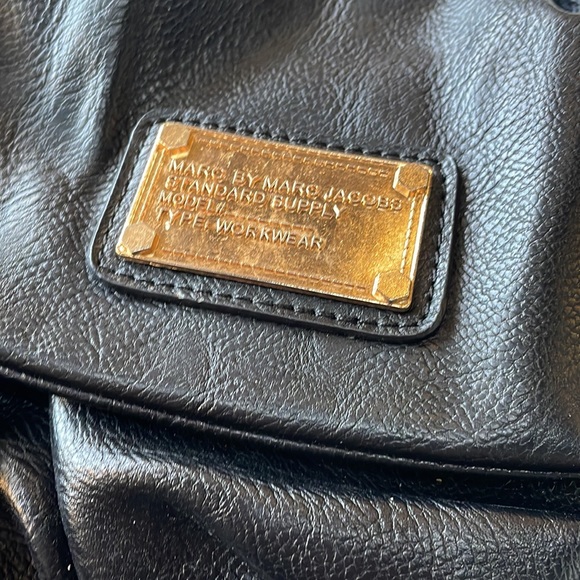 MARC BY MARC JACOBS
STANDARD SUPPLY
MODEL#
TYPE: WORKWEAR